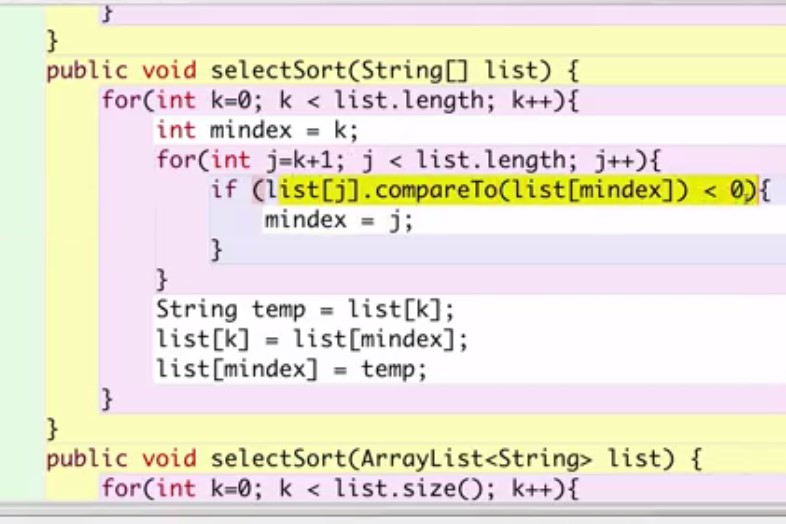 }
}
public void selectSort(String[] list) {
for(int k=0; k < list.length; k++){
int mindex = k;
for(int j=k+1; j < list.length; j++){
if (list[j].compareTo(list[mindex]) < 0){
mindex = j;
}
}
String temp = list[k];
list[k] = list[mindex];
list[mindex] = temp;
}
}
public void selectSort(ArrayList<String> list) {
for(int k=0; k < list.size(); k++){